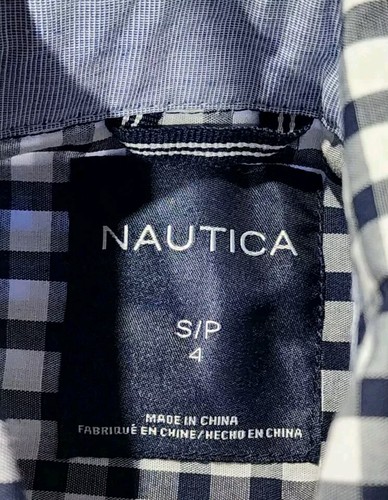 NAUTICA
S/P
4
MADE IN CHINA
FABRIQUÉ EN CHINE/HECHO EN CHINA